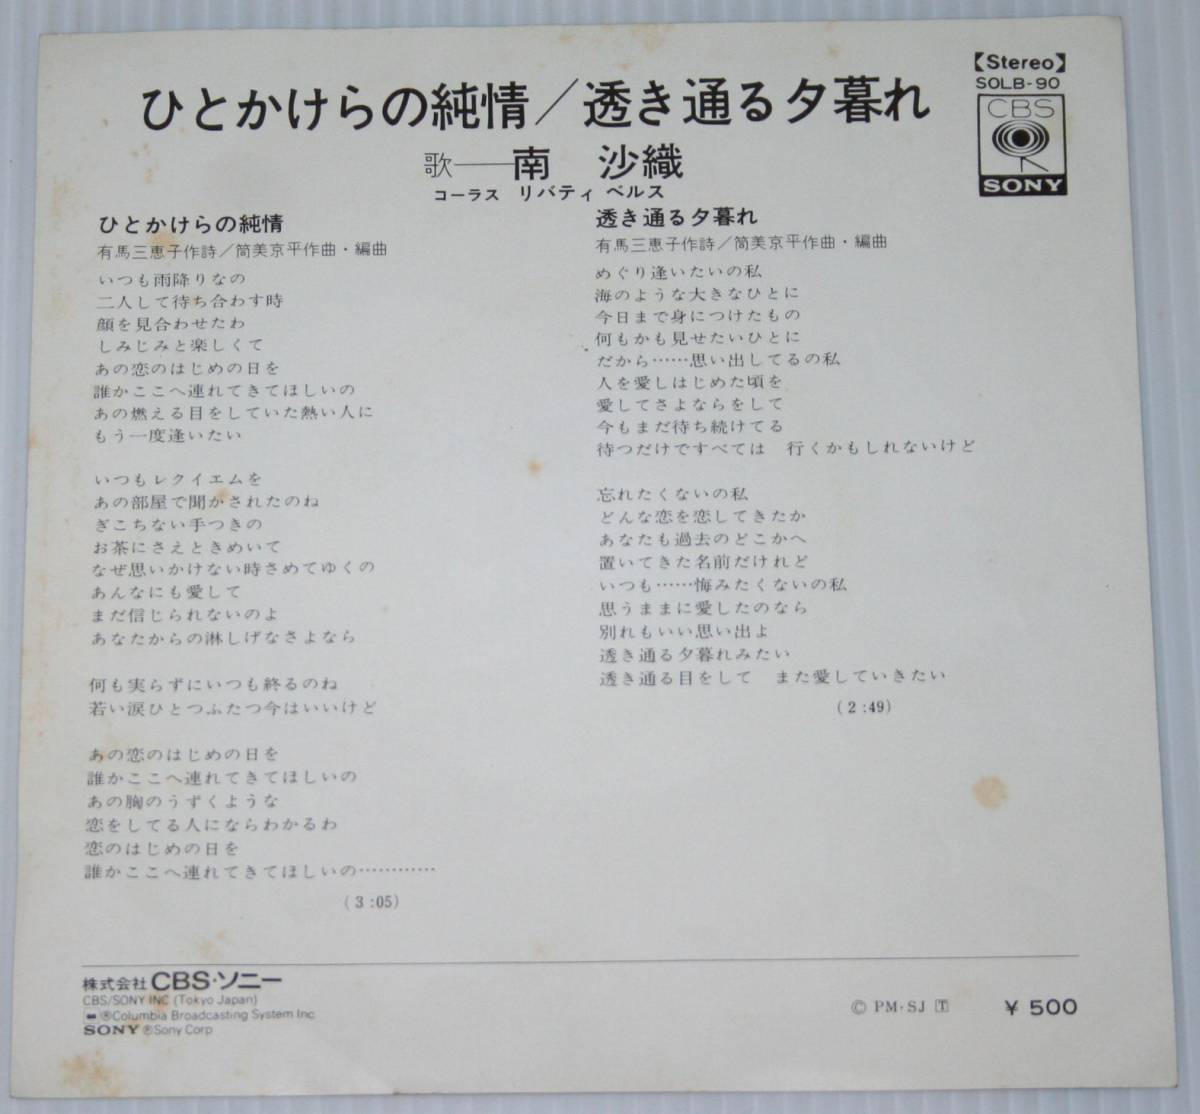 ひとかけらの純情/透き通る夕暮れ
歌──南 沙織
コーラス リバティ ベルス
【Stereo】
SOLB-90
CBS
SONY
ひとかけらの純情
有馬三恵子作詩/筒美京平作曲・編曲
いつも雨降りなの
二人して待ち合わす時
顔を見合わせたわ
しみじみと楽しくて
あの恋のはじめの日を
誰かここへ連れてきてほしいの
あの燃える目をしていた熱い人に
もう一度逢いたい
いつもレクイエムを
あの部屋で聞かされたのね
ぎこちない手つきの
お茶にさえときめいて
なぜ思いかけない時さめてゆくの
あんなにも愛して
まだ信じられないのよ
あなたからの淋しげなさよなら
何も実らずにいつも終るのね
若い涙ひとつふたつ今はいいけど
あの恋のはじめの日を
誰かここへ連れてきてほしいの
あの胸のうずくような
恋をしてる人にならわかるわ
恋のはじめの日を
誰かここへ連れてきてほしいの…………
(3:05)
透き通る夕暮れ
有馬三恵子作詩/筒美京平作曲・編曲
めぐり逢いたいの私
海のような大きなひとに
今日まで身につけたもの
何もかも見せたいひとに
だから……思い出してるの私
人を愛しはじめた頃を
愛してさよならをして
今もまだ待ち続けてる
待つだけですべては 行くかもしれないけど
忘れたくないの私
どんな恋を恋してきたか
あなたも過去のどこかへ
置いてきた名前だけれど
いつも……悔みたくないの私
思うままに愛したのなら
別れもいい思い出よ
透き通る夕暮れみたい
透き通る目をして また愛していきたい
(2:49)
株式会社CBS・ソニー
CBS/SONY INC (Tokyo Japan)
®Columbia Broadcasting System Inc
SONY ®Sony Corp
© PM・SJ T
¥500